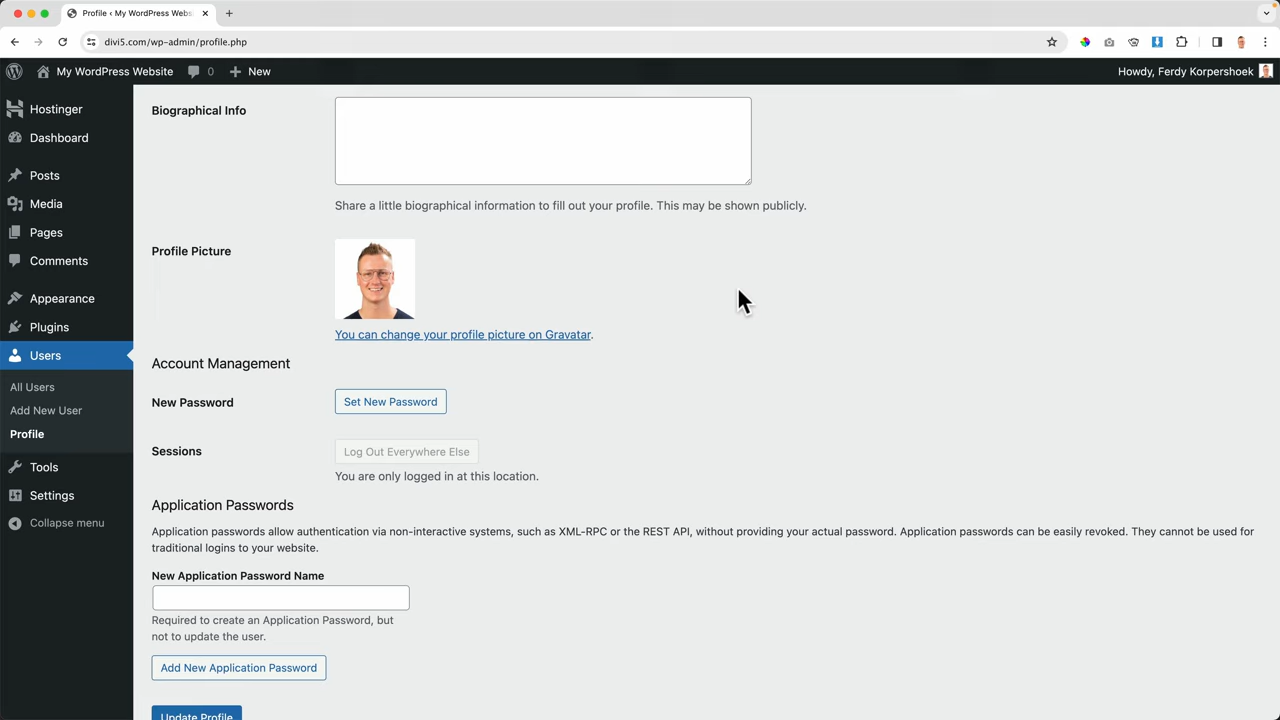 Profile ‹ My WordPress Webs
divi5.com/wp-admin/profile.php
My WordPress Website
0
New
Howdy, Ferdy Korpershoek
Hostinger
Dashboard
Posts
Media
Pages
Comments
Appearance
Plugins
Users
All Users
Add New User
Profile
Tools
Settings
Collapse menu
Biographical Info
Share a little biographical information to fill out your profile. This may be shown publicly.
Profile Picture
You can change your profile picture on Gravatar.
Account Management
New Password
Set New Password
Sessions
Log Out Everywhere Else
You are only logged in at this location.
Application Passwords
Application passwords allow authentication via non-interactive systems, such as XML-RPC or the REST API, without providing your actual password. Application passwords can be easily revoked. They cannot be used for
traditional logins to your website.
New Application Password Name
Required to create an Application Password, but
not to update the user.
Add New Application Password
Update Profile